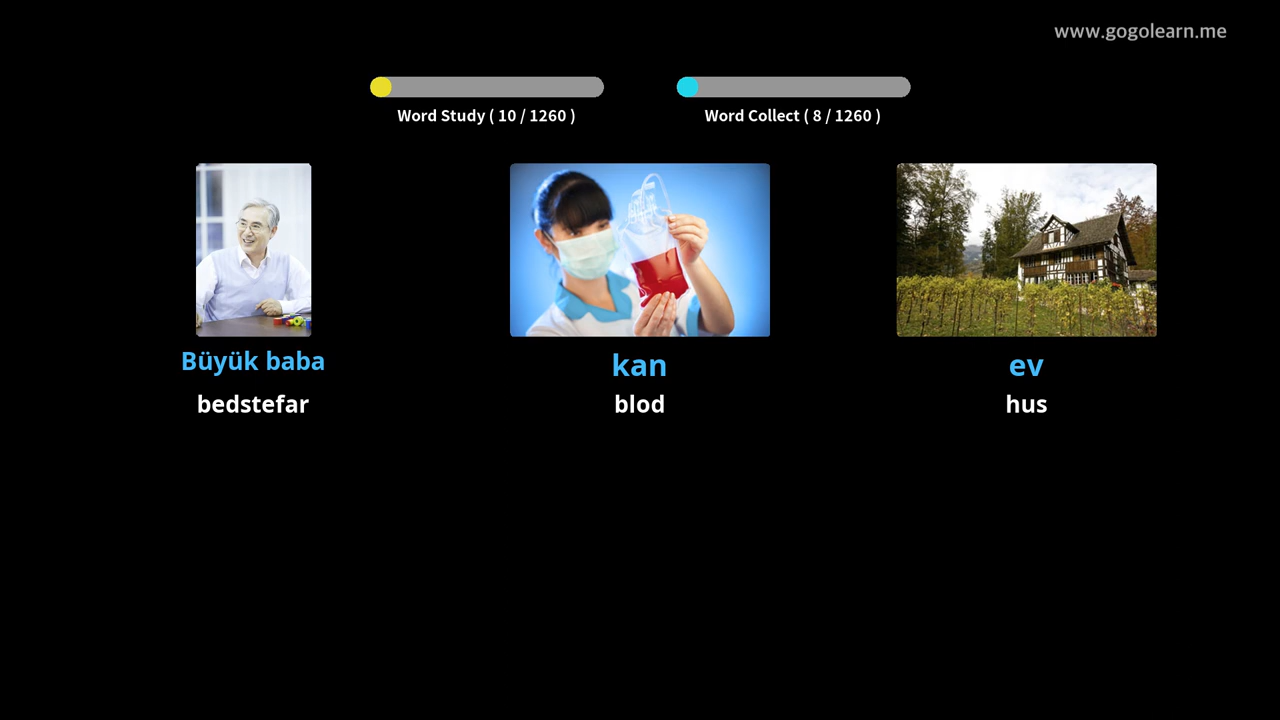 www.gogolearn.me
Word Study ( 10 / 1260 )
Word Collect ( 8 / 1260 )
Büyük baba
bedstefar
kan
blod
ev
hus